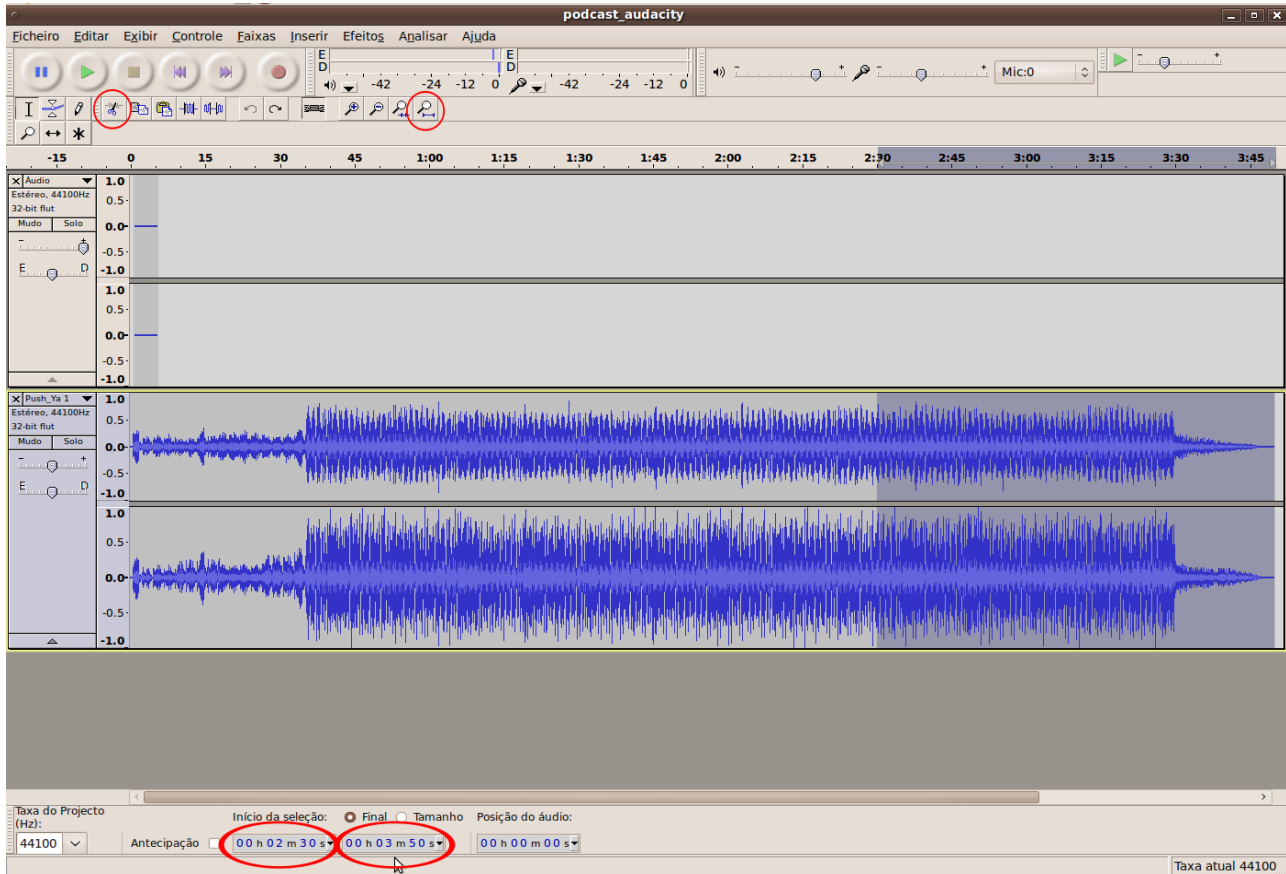 podcast_audacity
Ficheiro Editar Exibir Controle Faixas Inserir Efeitos Analisar Ajuda
E E
D D
-42 -24 -12 0 -42 -24 -12 0 Mic:0
-15 0 15 30 45 1:00 1:15 1:30 1:45 2:00 2:15 2:30 2:45 3:00 3:15 3:30 3:45
Áudio 1.0
Estéreo, 44100Hz
32-bit flut 0.5
Mudo Solo 0.0
- + -0.5
E D -1.0
1.0
0.5
0.0
-0.5
-1.0
Push_Ya 1 1.0
Estéreo, 44100Hz
32-bit flut 0.5
Mudo Solo 0.0
- + -0.5
E D -1.0
1.0
0.5
0.0
-0.5
-1.0
Taxa do Projecto
(Hz): Início da seleção: Final Tamanho Posição do áudio:
44100 Antecipação 00 h 02 m 30 s 00 h 03 m 50 s 00 h 00 m 00 s
Taxa atual 44100